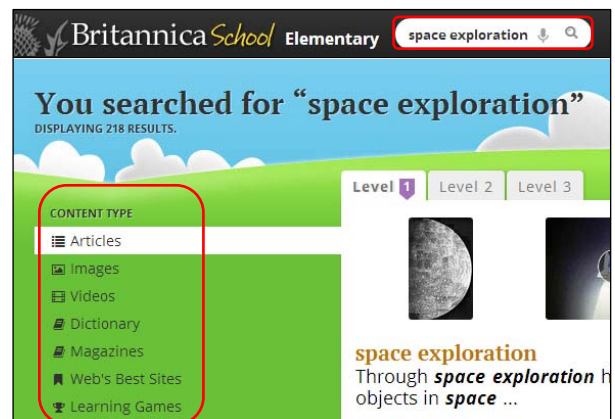 Britannica School Elementary space exploration
You searched for “space exploration”
DISPLAYING 218 RESULTS.
CONTENT TYPE
Articles
Images
Videos
Dictionary
Magazines
Web's Best Sites
Learning Games
Level 1 Level 2 Level 3
space exploration
Through space exploration h
objects in space ...